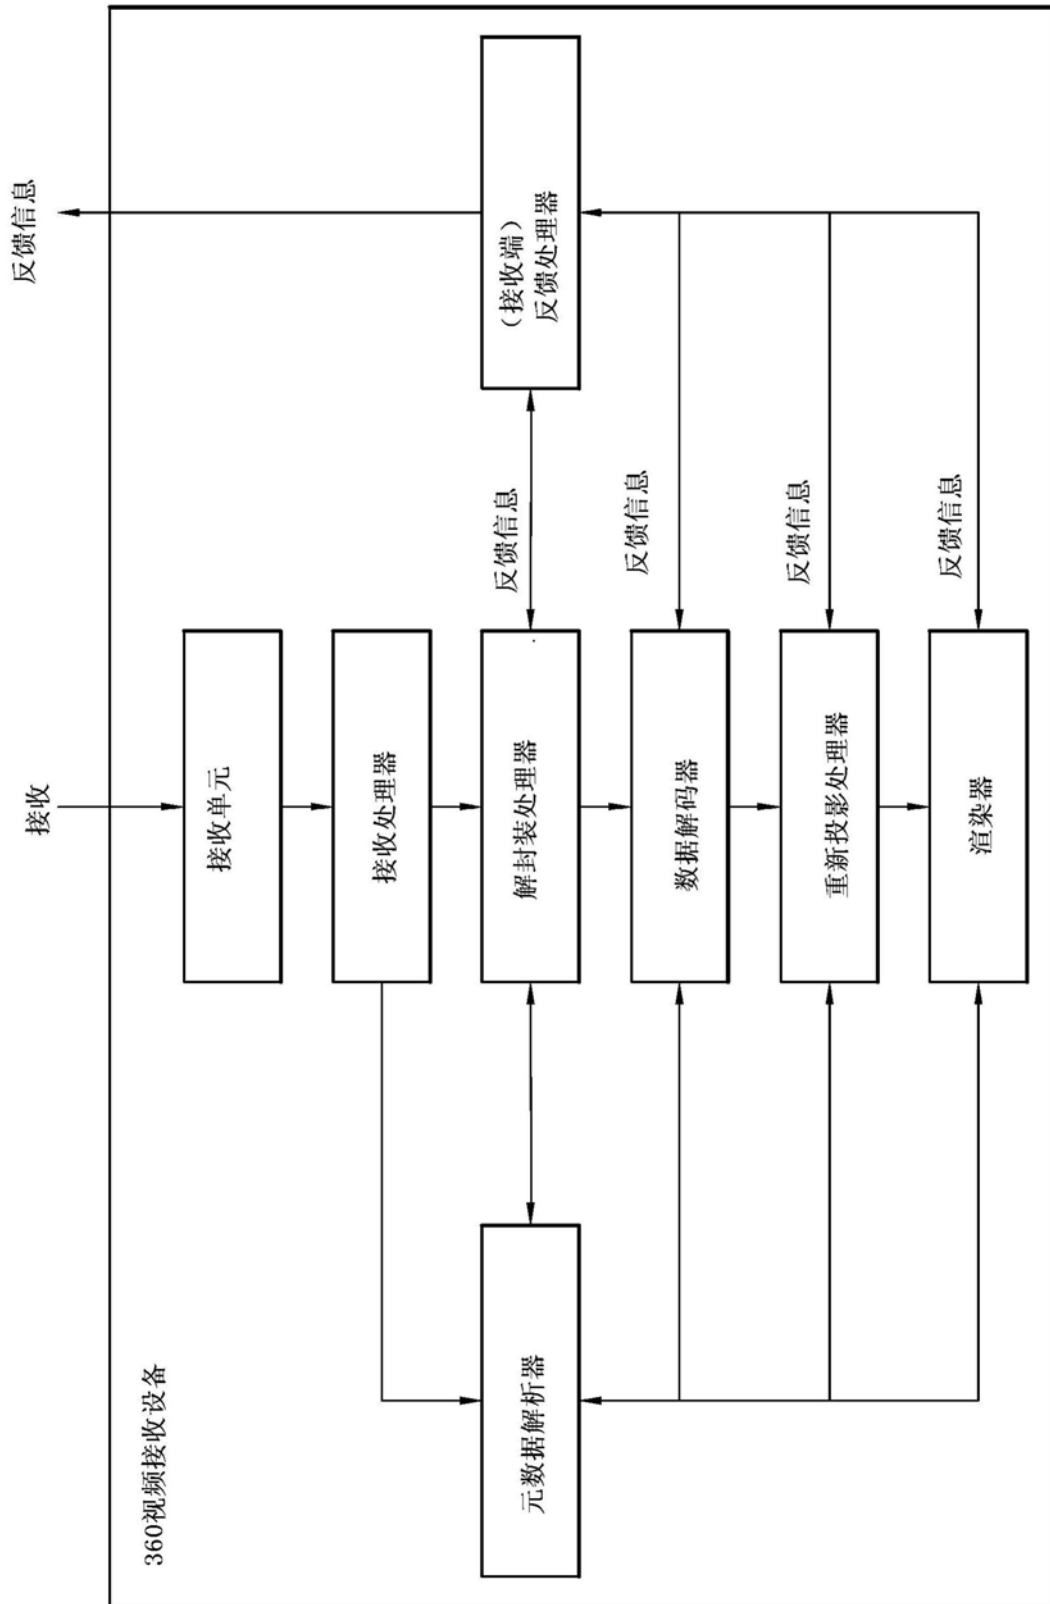 360视频接收设备
接收
反馈信息
接收单元
接收处理器
元数据解析器
解封装处理器
反馈信息
（接收端）
反馈处理器
数据解码器
反馈信息
重新投影处理器
反馈信息
渲染器
反馈信息